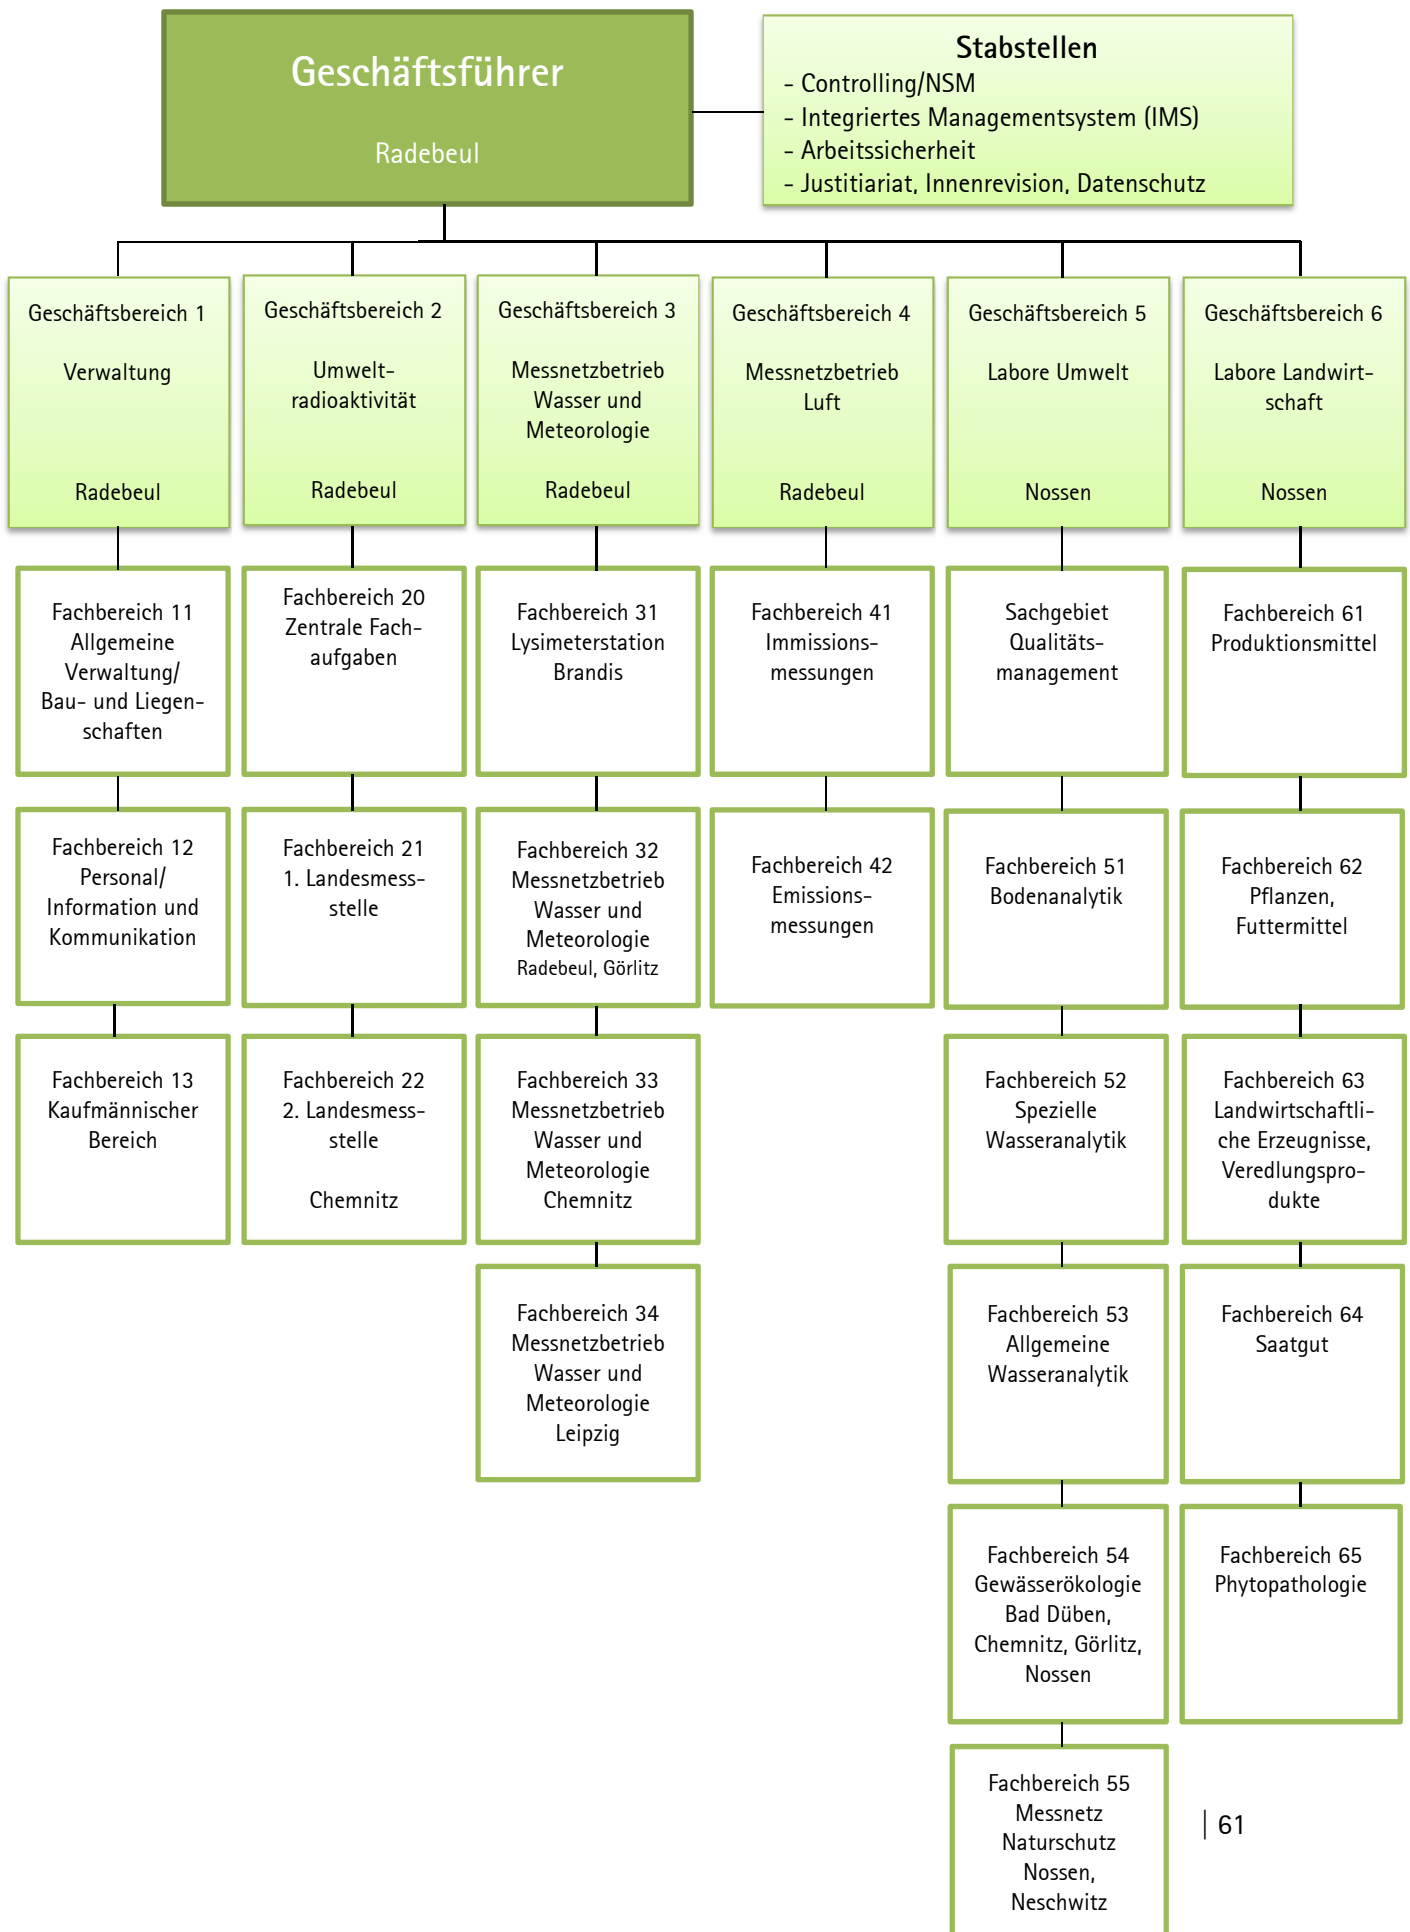 Geschäftsführer
Radebeul
Stabstellen
- Controlling/NSM
- Integriertes Managementsystem (IMS)
- Arbeitssicherheit
- Justitiariat, Innenrevision, Datenschutz
Geschäftsbereich 1
Verwaltung
Radebeul
Geschäftsbereich 2
Umwelt-
radioaktivität
Radebeul
Geschäftsbereich 3
Messnetzbetrieb
Wasser und
Meteorologie
Radebeul
Geschäftsbereich 4
Messnetzbetrieb
Luft
Radebeul
Geschäftsbereich 5
Labore Umwelt
Nossen
Geschäftsbereich 6
Labore Landwirt-
schaft
Nossen
Fachbereich 11
Allgemeine
Verwaltung/
Bau- und Liegen-
schaften
Fachbereich 20
Zentrale Fach-
aufgaben
Fachbereich 31
Lysimeterstation
Brandis
Fachbereich 41
Immissions-
messungen
Sachgebiet
Qualitäts-
management
Fachbereich 61
Produktionsmittel
Fachbereich 12
Personal/
Information und
Kommunikation
Fachbereich 21
1. Landesmess-
stelle
Fachbereich 32
Messnetzbetrieb
Wasser und
Meteorologie
Radebeul, Görlitz
Fachbereich 42
Emissions-
messungen
Fachbereich 51
Bodenanalytik
Fachbereich 62
Pflanzen,
Futtermittel
Fachbereich 13
Kaufmännischer
Bereich
Fachbereich 22
2. Landesmess-
stelle
Chemnitz
Fachbereich 33
Messnetzbetrieb
Wasser und
Meteorologie
Chemnitz
Fachbereich 52
Spezielle
Wasseranalytik
Fachbereich 63
Landwirtschaftli-
che Erzeugnisse,
Veredlungspro-
dukte
Fachbereich 34
Messnetzbetrieb
Wasser und
Meteorologie
Leipzig
Fachbereich 53
Allgemeine
Wasseranalytik
Fachbereich 64
Saatgut
Fachbereich 54
Gewässerökologie
Bad Düben,
Chemnitz, Görlitz,
Nossen
Fachbereich 65
Phytopathologie
Fachbereich 55
Messnetz
Naturschutz
Nossen,
Neschwitz
| 61